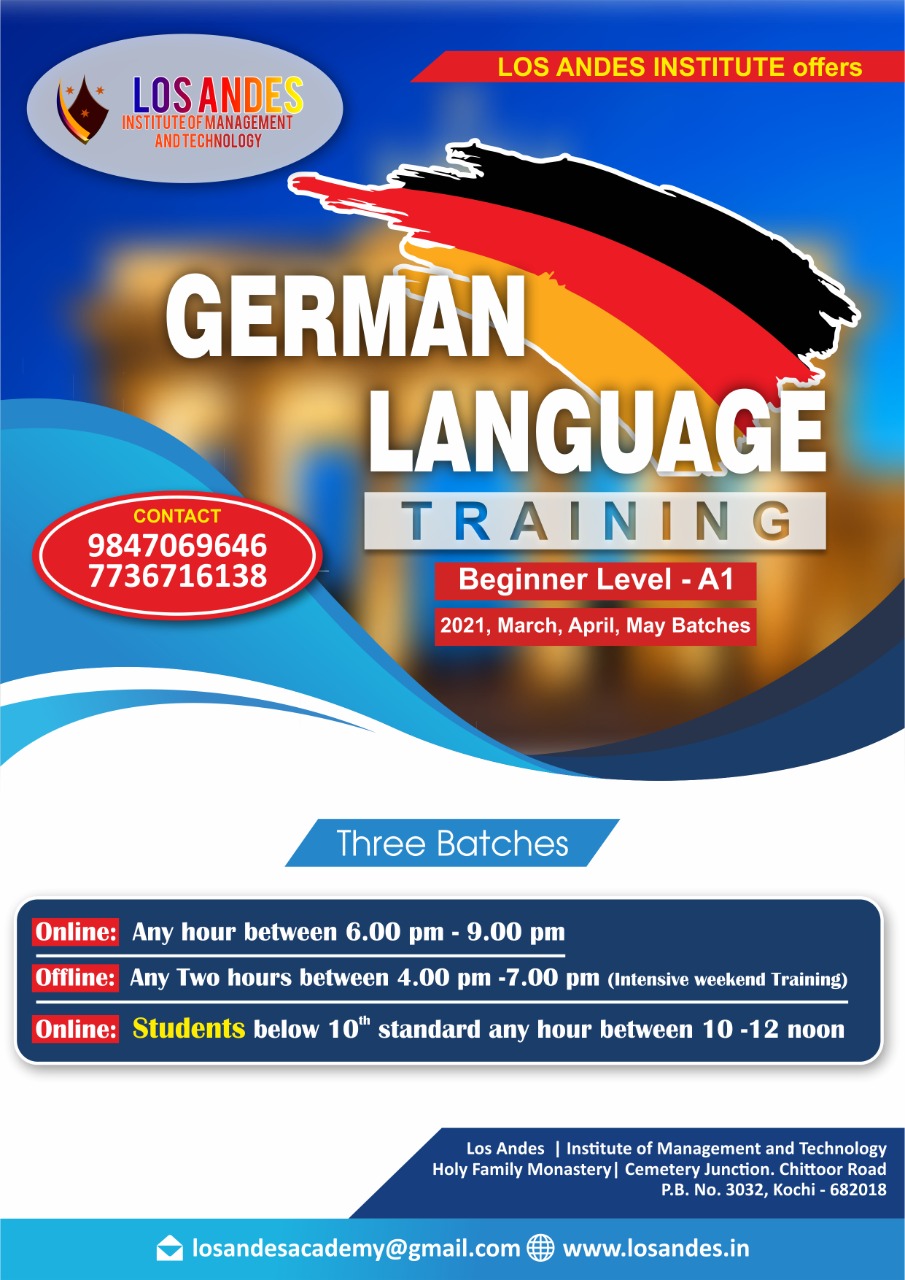 LOS ANDES
INSTITUTE OF MANAGEMENT
AND TECHNOLOGY
LOS ANDES INSTITUTE offers
GERMAN
LANGUAGE
TRAINING
CONTACT
9847069646
7736716138
Beginner Level - A1
2021, March, April, May Batches
Three Batches
Online: Any hour between 6.00 pm - 9.00 pm
Offline: Any Two hours between 4.00 pm -7.00 pm (Intensive weekend Training)
Online: Students below 10th standard any hour between 10 -12 noon
Los Andes | Institute of Management and Technology
Holy Family Monastery| Cemetery Junction. Chittoor Road
P.B. No. 3032, Kochi - 682018
losandesacademy@gmail.com www.losandes.in